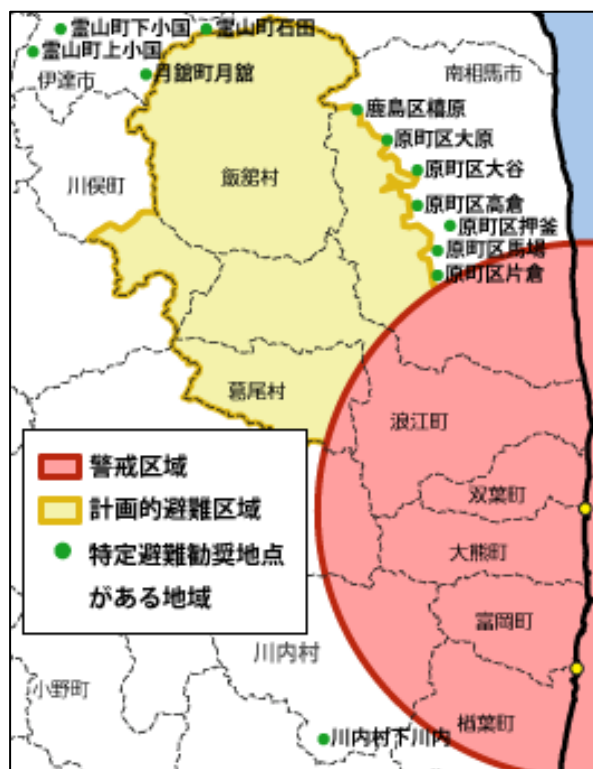 霊山町下小国
霊山町石田
霊山町上小国
伊達市
月舘町月舘
南相馬市
鹿島区橲原
原町区大原
川俣町
飯舘村
原町区大谷
原町区高倉
原町区押釜
原町区馬場
原町区片倉
葛尾村
浪江町
警戒区域
計画的避難区域
特定避難勧奨地点
がある地域
双葉町
大熊町
富岡町
川内村
小野町
楢葉町
川内村下川内